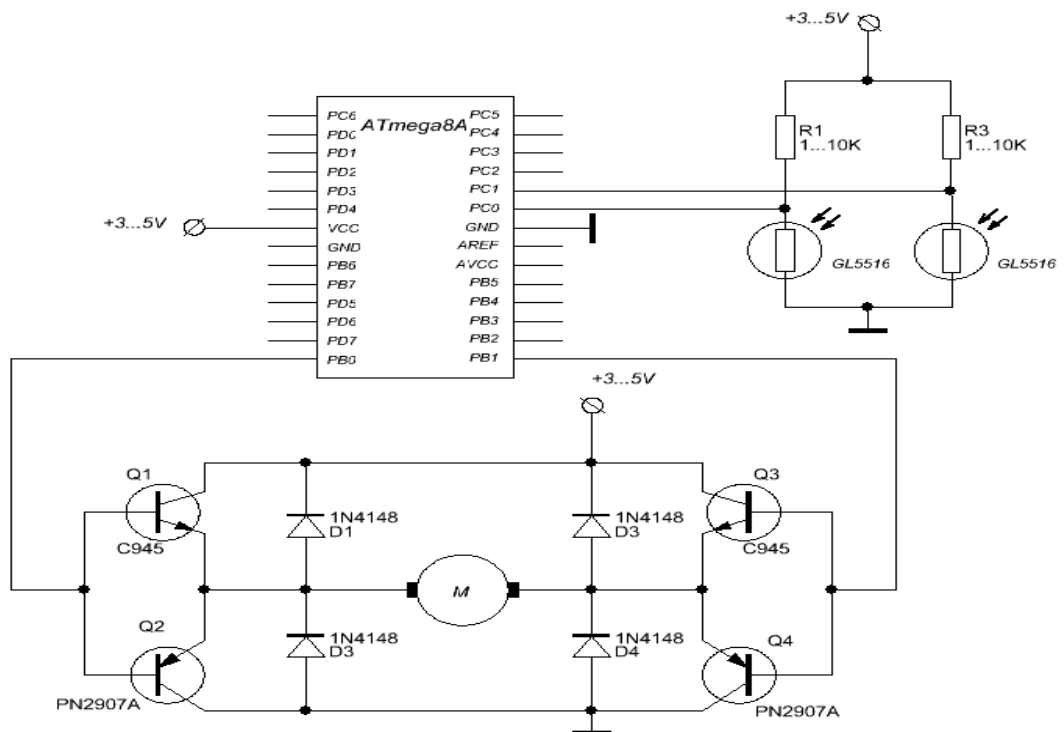 +3...5V
ATmega8A
PC6
PD0
PD1
PD2
PD3
PD4
VCC
GND
PB6
PB7
PD5
PD6
PD7
PB0
PC5
PC4
PC3
PC2
PC1
PC0
GND
AREF
AVCC
PB5
PB4
PB3
PB2
PB1
+3...5V
R1
1...10K
R3
1...10K
GL5516
GL5516
+3...5V
Q1
C945
1N4148
D1
1N4148
D3
Q3
C945
M
Q2
PN2907A
1N4148
D3
1N4148
D4
Q4
PN2907A